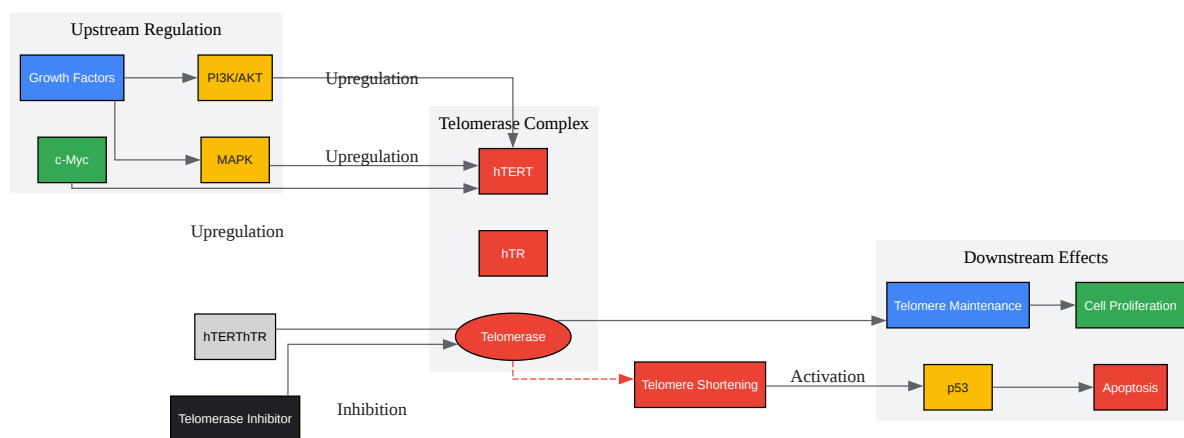 Upstream Regulation
Growth Factors
PI3K/AKT
Upregulation
Telomerase Complex
c-Myc
MAPK
Upregulation
hTERT
Upregulation
hTR
Downstream Effects
Telomere Maintenance
Cell Proliferation
hTERThTR
Telomerase
Telomere Shortening
Activation
p53
Apoptosis
Telomerase Inhibitor
Inhibition